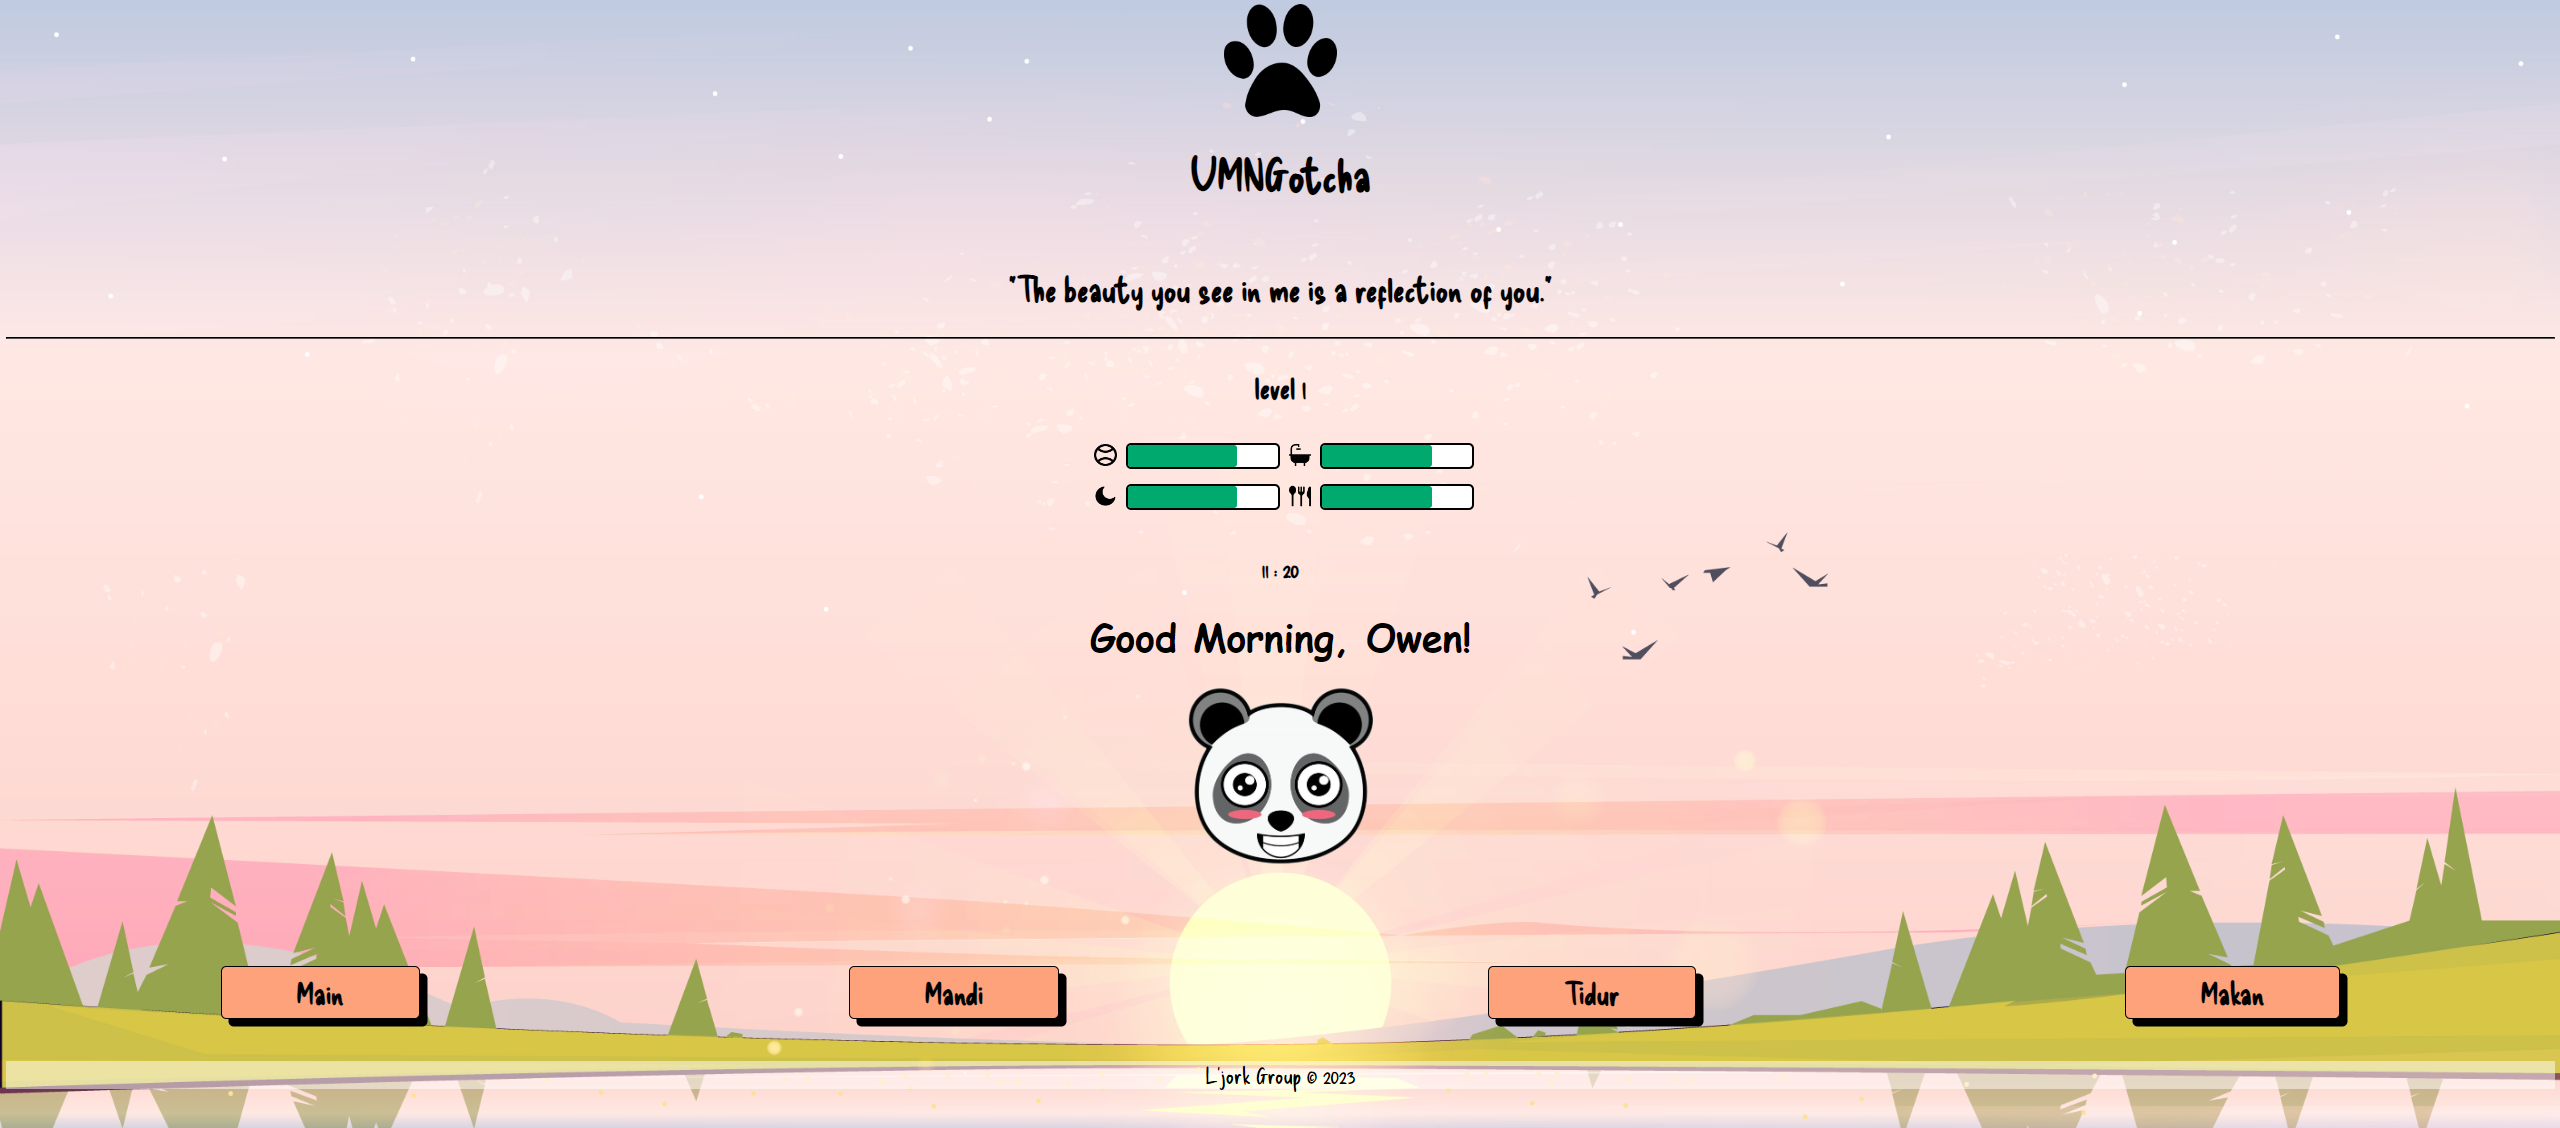 UMNGotcha
"The beauty you see in me is a reflection of you."
level 1
11 : 20
Good Morning, Owen!
Main
Mandi
Tidur
Makan
L'jork Group © 2023